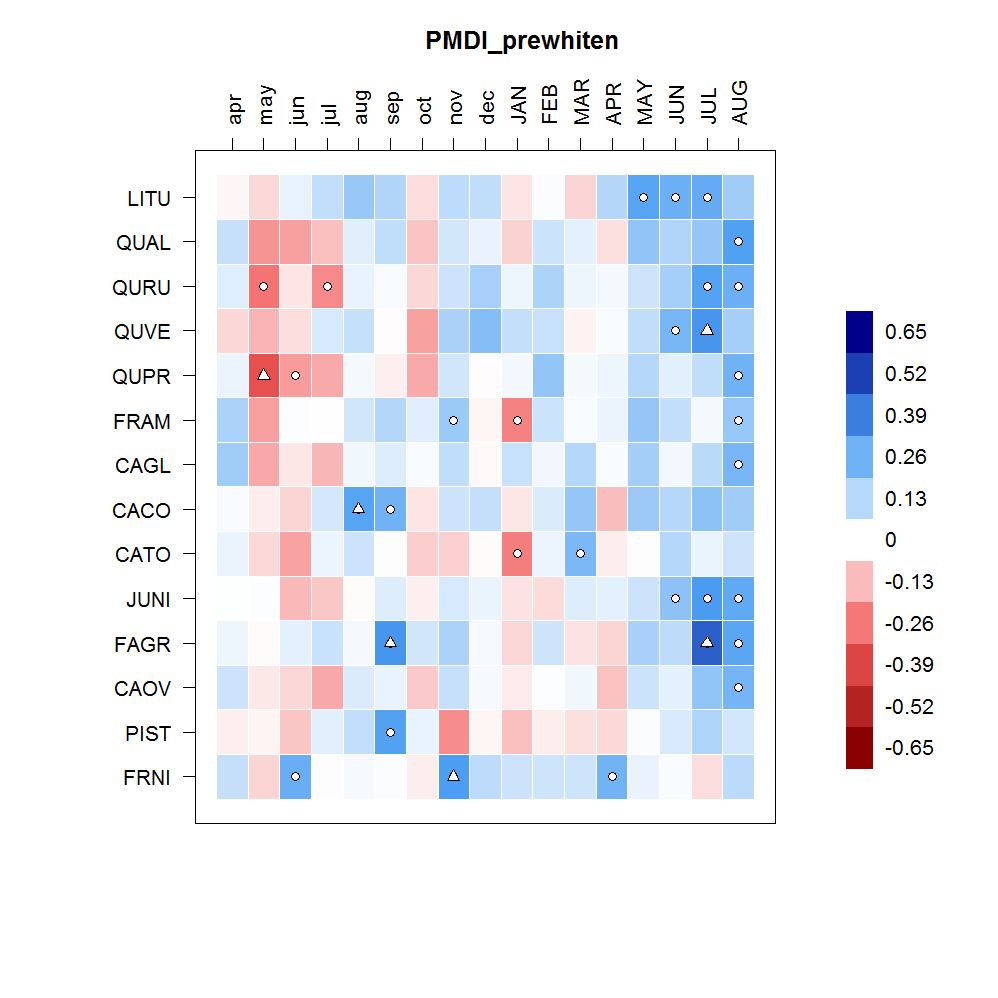 PMDI_prewhiten
apr may jun jul aug sep oct nov dec JAN FEB MAR APR MAY JUN JUL AUG
LITU
QUAL
QURU
QUVE
QUPR
FRAM
CAGL
CACO
CATO
JUNI
FAGR
CAOV
PIST
FRNI
0.65
0.52
0.39
0.26
0.13
0
-0.13
-0.26
-0.39
-0.52
-0.65